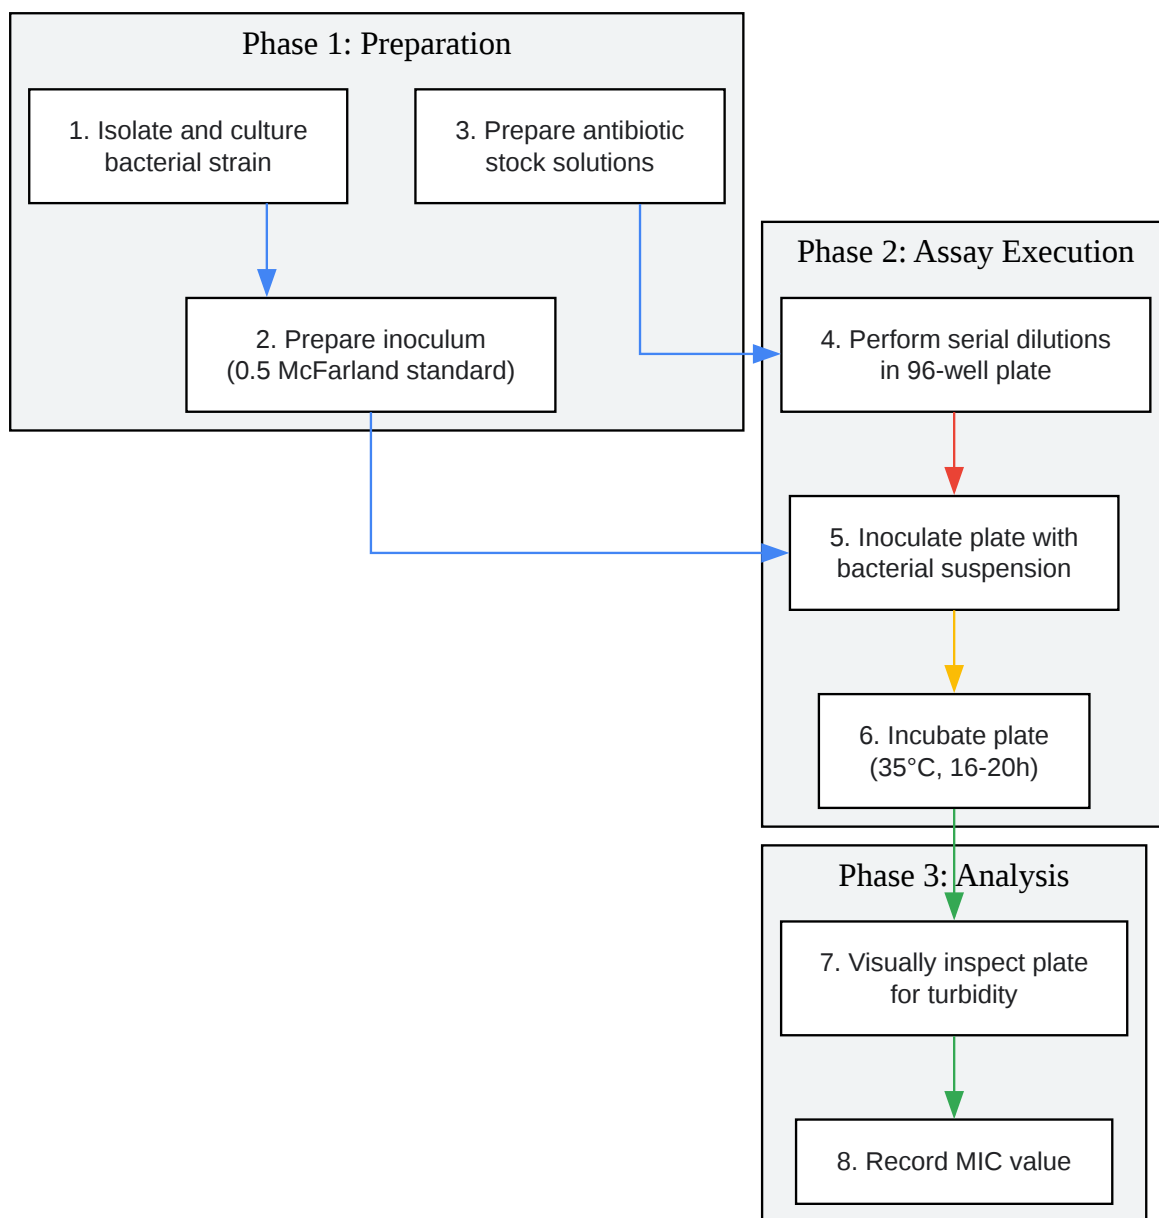 Phase 1: Preparation
1. Isolate and culture
bacterial strain
3. Prepare antibiotic
stock solutions
2. Prepare inoculum
(0.5 McFarland standard)
Phase 2: Assay Execution
4. Perform serial dilutions
in 96-well plate
5. Inoculate plate with
bacterial suspension
6. Incubate plate
(35°C, 16-20h)
Phase 3: Analysis
7. Visually inspect plate
for turbidity
8. Record MIC value